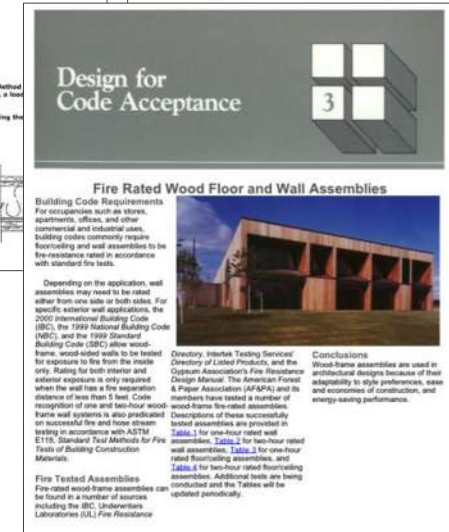 ethod
, a load
ing the
Design for
Code Acceptance
3
Fire Rated Wood Floor and Wall Assemblies
Building Code Requirements
For occupancies such as stores,
apartments, offices, and other
commercial and industrial uses,
building codes commonly require
floor/ceiling and wall assemblies to be
fire-resistance rated in accordance
with standard fire tests.
Depending on the application, wall
assemblies may need to be rated
either from one side or both sides. For
specific exterior wall applications, the
2000 International Building Code
(IBC), the 1999 National Building Code
(NBC), and the 1999 Standard
Building Code (SBC) allow wood-
frame, wood-sided walls to be tested
for exposure to fire from the inside
only. Rating for both interior and
exterior exposure is only required
when the wall has a fire separation
distance of less than 5 feet. Code
recognition of one and two-hour wood-
frame wall systems is also predicated
on successful fire and hose stream
testing in accordance with ASTM
E119, Standard Test Methods for Fire
Tests of Building Construction
Materials.
Fire Tested Assemblies
Fire-rated wood-frame assemblies can
be found in a number of sources
including the IBC, Underwriters
Laboratories (UL) Fire Resistance
Directory, Intertek Testing Services'
Directory of Listed Products, and the
Gypsum Association's Fire Resistance
Design Manual. The American Forest
& Paper Association (AF&PA) and its
members have tested a number of
wood-frame fire-rated assemblies.
Descriptions of these successfully
tested assemblies are provided in
Table 1 for one-hour rated wall
assemblies, Table 2 for two-hour rated
wall assemblies, Table 3 for one-hour
rated floor/ceiling assemblies, and
Table 4 for two-hour rated floor/ceiling
assemblies. Additional tests are being
conducted and the Tables will be
updated periodically.
Conclusions
Wood-frame assemblies are used in
architectural designs because of their
adaptability to style preferences, ease
and economies of construction, and
energy-saving performance.